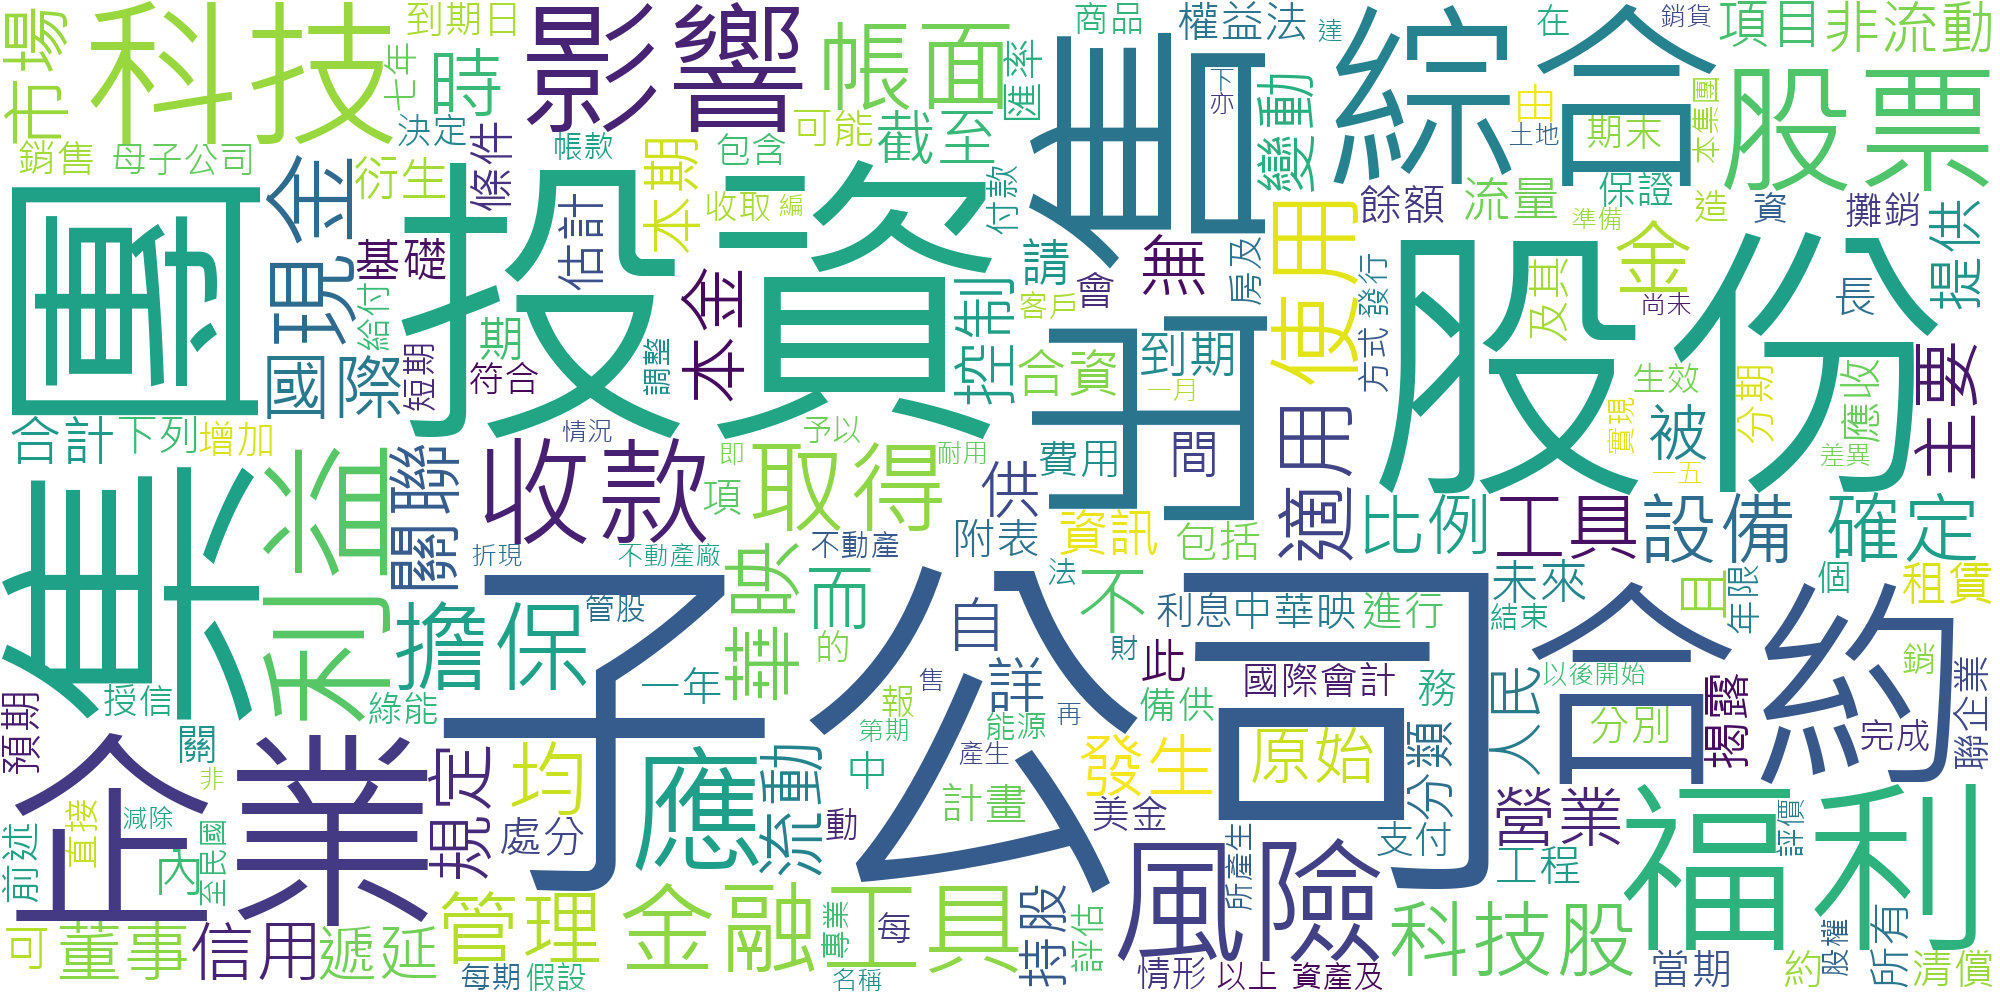 市場
科技
到期日
七年
時
影響
帳面
匯率
商品
權益法
達
下亦
綜合
在
銷貨
項目
非流動
由
土地
期末
本集團
股票
銷售
母子公司
決定
帳款
包含
可能
截至
變動
條件
衍生
現金
本期
收取
編
付款
個
餘額
流量
保證
準備
造
資
攤銷
提供
集團
投資
估計
基礎
給付
請
會
無
房及
客戶
使用
發行
方式
股份
及其
金
尚未
長
國際
期
符合
短期
調整
本金
控制
合資
到期
一月
生效
分期
應收
主要
合計
下列
增加
情況
予以
即
耐用
費用
間
適用
實現
被
一五
差異
利益
關聯
收款
取得
項
供
附表
資訊
包括
比例
工具
設備
確定
不動產
折現
不動產廠
華映
而
法
不
利息
中華映
進行
未來
結束
且
年限
租賃
擔保
管股
子公司
自
財
此
國際會計
務
人民
合約
以後開始
銷
聯企業
授信
綠能
一年
的
售
詳
報
第期
能源
再
備供
分類
分別
揭露
完成
預期
關
非
企業
規定
均
應
流動
中
產生
計畫
發生
原始
美金
支付
營業
福利
評價
直接
減除
前述
內
至民國
處分
動
所產生
風險
工程
可
董事
信用
遞延
管理
金融工具
專業
每
持股
評估
科技股
當期
股權
所有
約
清償
每期
假設
名稱
情形
以上
資產及